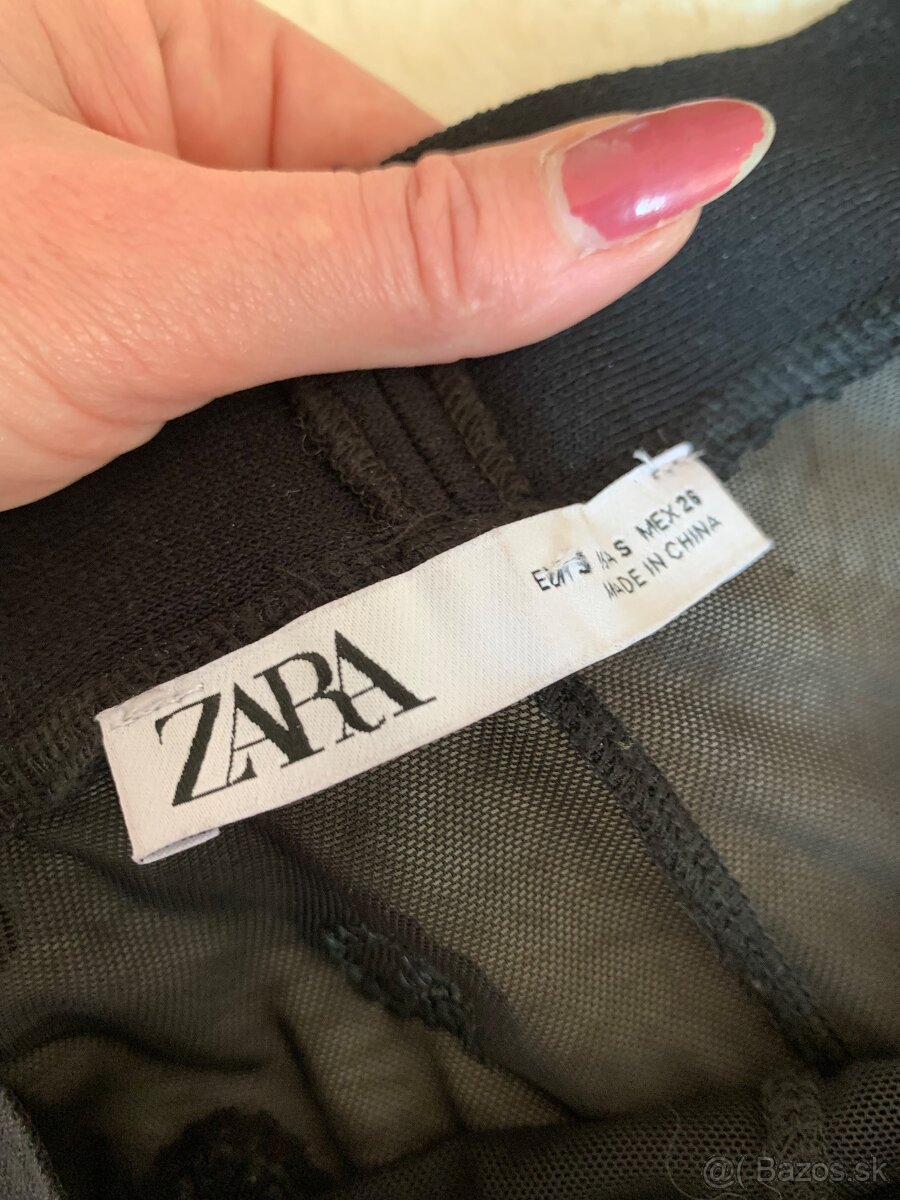 ZARA
EUR S USA S MEX 26
MADE IN CHINA
@( Bazos.sk